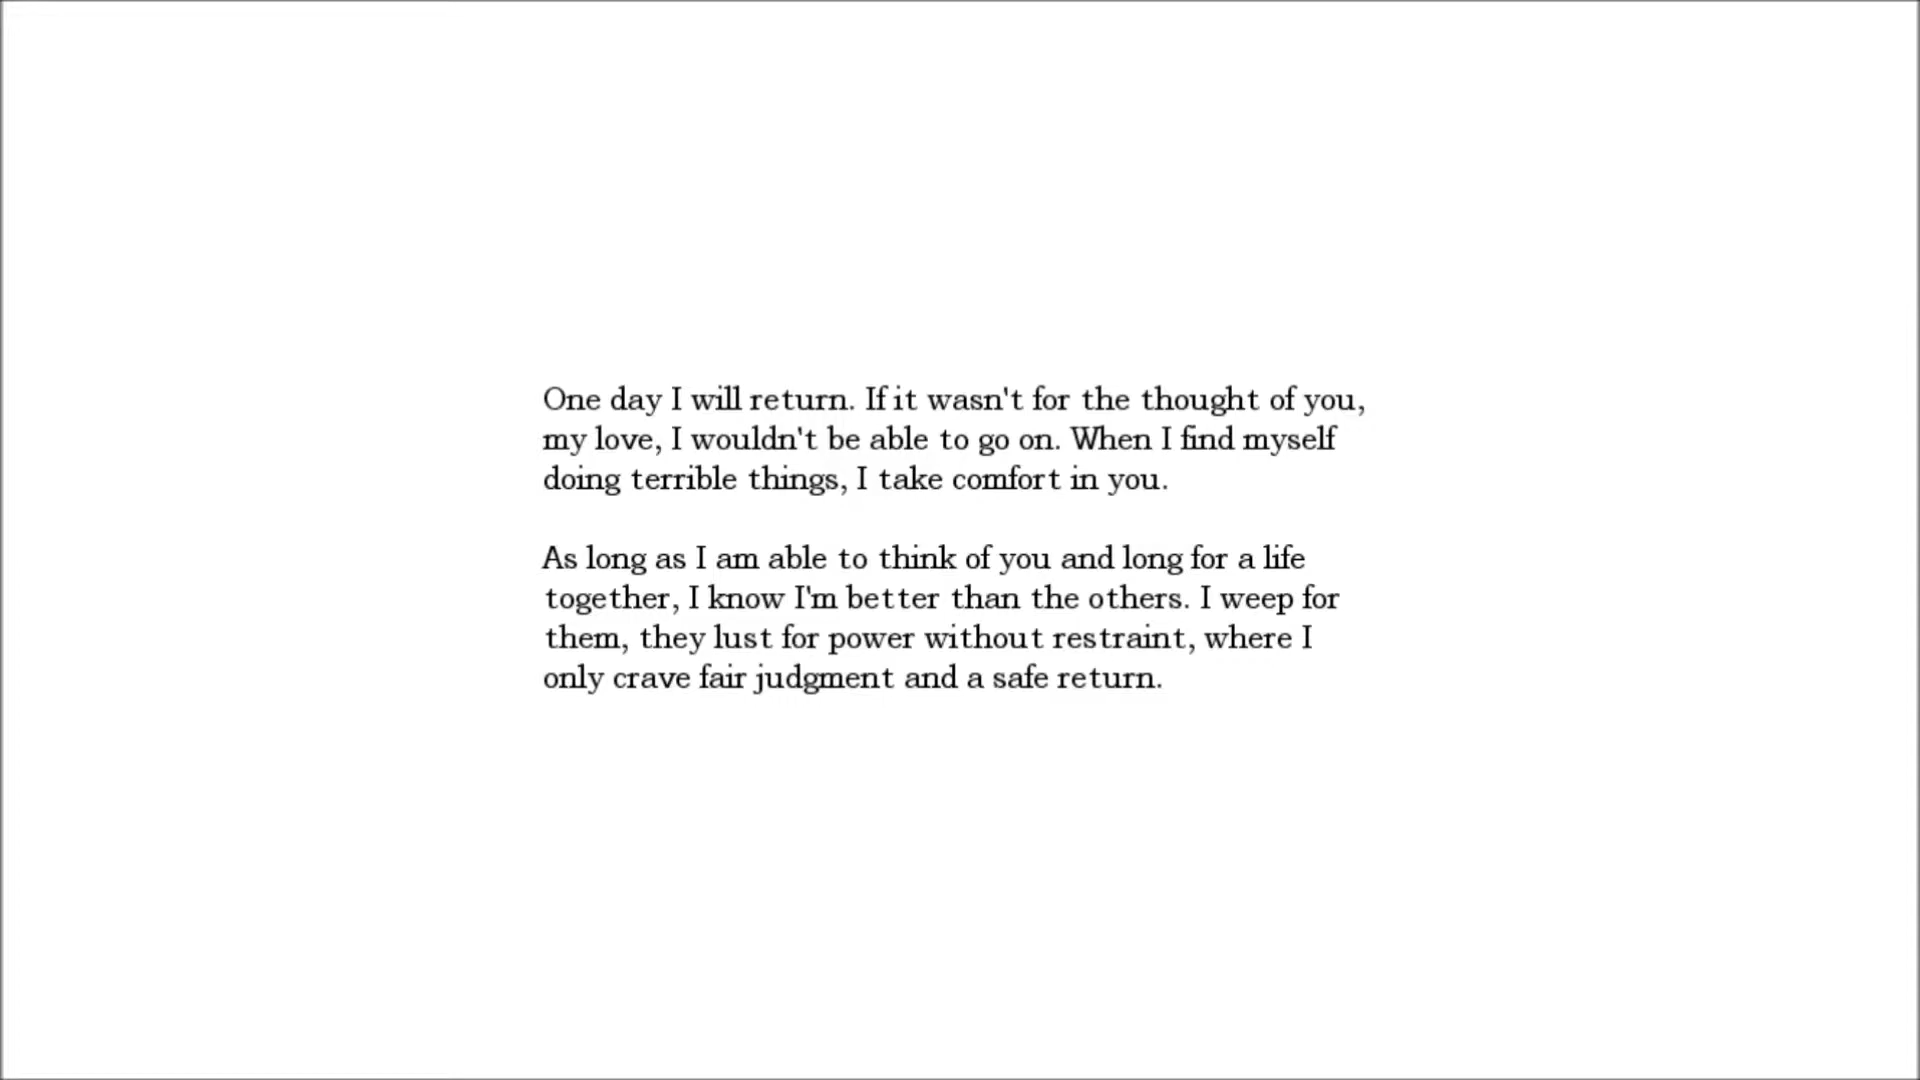 One day I will return. If it wasn't for the thought of you,
my love, I wouldn't be able to go on. When I find myself
doing terrible things, I take comfort in you.
As long as I am able to think of you and long for a life
together, I know I'm better than the others. I weep for
them, they lust for power without restraint, where I
only crave fair judgment and a safe return.